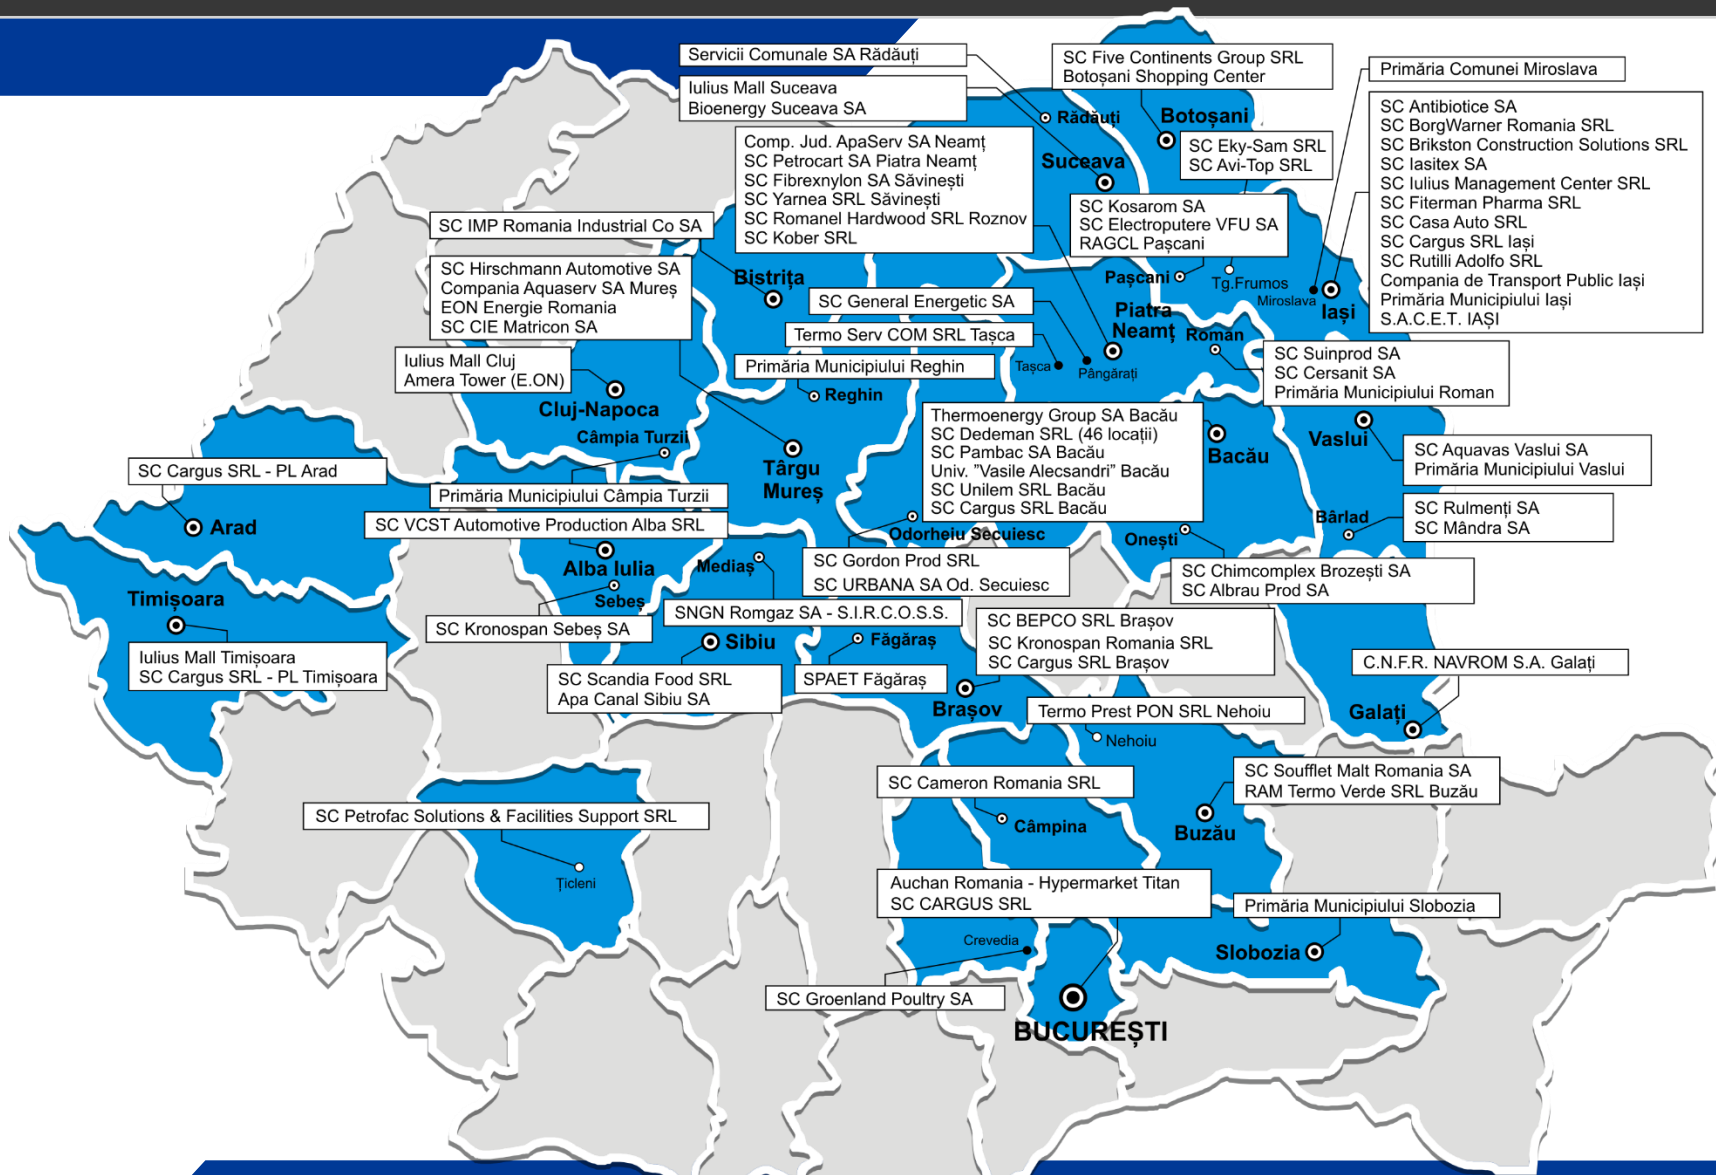 Servicii Comunale SA Rădăuți
Iulius Mall Suceava
Bioenergy Suceava SA
SC Five Continents Group SRL
Botoșani Shopping Center
Primăria Comunei Miroslava
SC Antibiotice SA
SC BorgWarner Romania SRL
SC Brikston Construction Solutions SRL
SC Iasitex SA
SC Iulius Management Center SRL
SC Fiterman Pharma SRL
SC Casa Auto SRL
SC Cargus SRL Iași
SC Rutilli Adolfo SRL
Compania de Transport Public Iași
Primăria Municipiului Iași
S.A.C.E.T. IAȘI
Rădăuți
Botoșani
SC Eky-Sam SRL
SC Avi-Top SRL
Suceava
Comp. Jud. ApaServ SA Neamț
SC Petrocart SA Piatra Neamț
SC Fibrexnylon SA Săvinești
SC Yarnea SRL Săvinești
SC Romanel Hardwood SRL Roznov
SC Kober SRL
SC Kosarom SA
SC Electroputere VFU SA
RAGCL Pașcani
SC IMP Romania Industrial Co SA
Bistrița
Pașcani
Tg.Frumos
Miroslava
Iași
SC Hirschmann Automotive SA
Compania Aquaserv SA Mureș
EON Energie Romania
SC CIE Matricon SA
SC General Energetic SA
Piatra
Neamț
Roman
Termo Serv COM SRL Tașca
Tașca
Pângărați
SC Suinprod SA
SC Cersanit SA
Primăria Municipiului Roman
Iulius Mall Cluj
Amera Tower (E.ON)
Primăria Municipiului Reghin
Reghin
Cluj-Napoca
Câmpia Turzii
Thermoenergy Group SA Bacău
SC Dedeman SRL (46 locații)
SC Pambac SA Bacău
Univ. ”Vasile Alecsandri” Bacău
SC Unilem SRL Bacău
SC Cargus SRL Bacău
Bacău
Vaslui
SC Aquavas Vaslui SA
Primăria Municipiului Vaslui
SC Cargus SRL - PL Arad
Arad
Târgu
Mureș
Primăria Municipiului Câmpia Turzii
SC VCST Automotive Production Alba SRL
Alba Iulia
Sebeș
Mediaș
Odorheiu Secuiesc
SC Gordon Prod SRL
SC URBANA SA Od. Secuiesc
Onești
Bârlad
SC Rulmenți SA
SC Mândra SA
SC Chimcomplex Brozești SA
SC Albrau Prod SA
Timișoara
Iulius Mall Timișoara
SC Cargus SRL - PL Timișoara
SC Kronospan Sebeș SA
SNGN Romgaz SA - S.I.R.C.O.S.S.
Sibiu
Făgăraș
SC BEPCO SRL Brașov
SC Kronospan Romania SRL
SC Cargus SRL Brașov
SC Scandia Food SRL
Apa Canal Sibiu SA
SPAET Făgăraș
Brașov
C.N.F.R. NAVROM S.A. Galați
Galați
Termo Prest PON SRL Nehoiu
Nehoiu
SC Cameron Romania SRL
Câmpina
SC Soufflet Malt Romania SA
RAM Termo Verde SRL Buzău
Buzău
SC Petrofac Solutions & Facilities Support SRL
Țicleni
Auchan Romania - Hypermarket Titan
SC CARGUS SRL
Primăria Municipiului Slobozia
Slobozia
Crevedia
SC Groenland Poultry SA
BUCUREȘTI